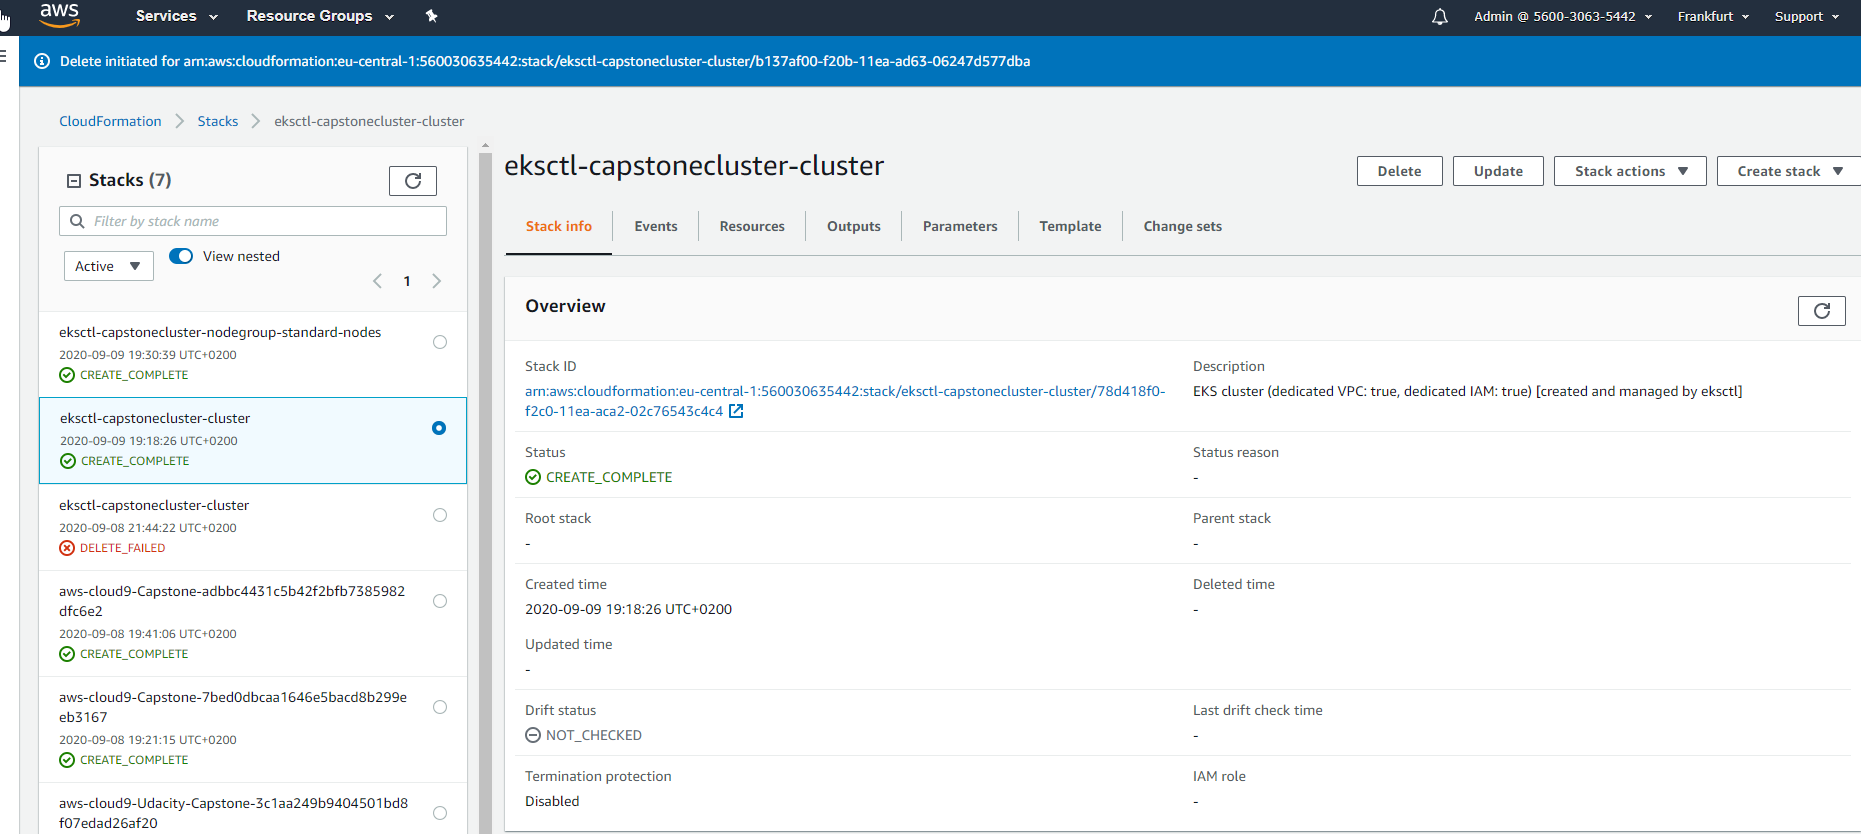 aws
Services
Resource Groups
Admin @ 5600-3063-5442
Frankfurt
Support
Delete initiated for arn:aws:cloudformation:eu-central-1:560030635442:stack/eksctl-capstonecluster-cluster/b137af00-f20b-11ea-ad63-06247d577dba
CloudFormation
Stacks
eksctl-capstonecluster-cluster
Stacks (7)
Filter by stack name
Active
View nested
1
eksctl-capstonecluster-nodegroup-standard-nodes
2020-09-09 19:30:39 UTC+0200
CREATE_COMPLETE
eksctl-capstonecluster-cluster
2020-09-09 19:18:26 UTC+0200
CREATE_COMPLETE
eksctl-capstonecluster-cluster
2020-09-08 21:44:22 UTC+0200
DELETE_FAILED
aws-cloud9-Capstone-adbbc4431c5b42f2bfb7385982
dfc6e2
2020-09-08 19:41:06 UTC+0200
CREATE_COMPLETE
aws-cloud9-Capstone-7bed0dbcaa1646e5bacd8b299e
eb3167
2020-09-08 19:21:15 UTC+0200
CREATE_COMPLETE
aws-cloud9-Udacity-Capstone-3c1aa249b9404501bd8
f07edad26af20
eksctl-capstonecluster-cluster
Delete
Update
Stack actions
Create stack
Stack info
Events
Resources
Outputs
Parameters
Template
Change sets
Overview
Stack ID
arn:aws:cloudformation:eu-central-1:560030635442:stack/eksctl-capstonecluster-cluster/78d418f0-
f2c0-11ea-aca2-02c76543c4c4
Description
EKS cluster (dedicated VPC: true, dedicated IAM: true) [created and managed by eksctl]
Status
CREATE_COMPLETE
Status reason
-
Root stack
-
Parent stack
-
Created time
2020-09-09 19:18:26 UTC+0200
Deleted time
-
Updated time
-
Drift status
NOT_CHECKED
Last drift check time
-
Termination protection
Disabled
IAM role
-